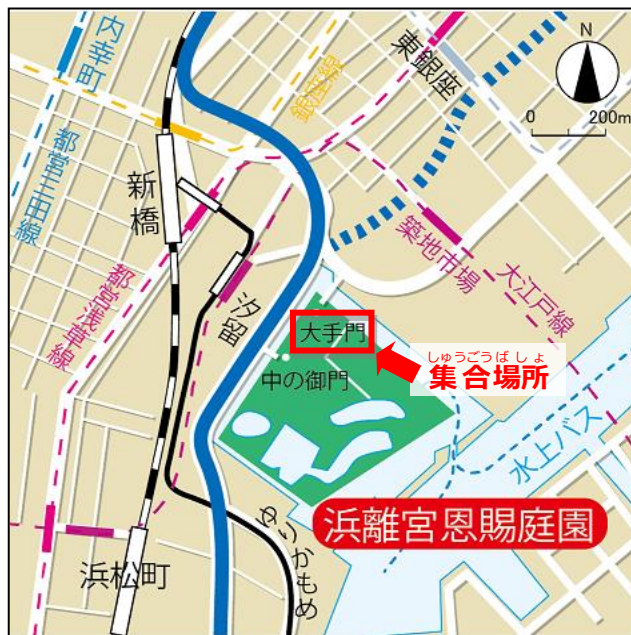 内幸町
都営三田線
新橋
銀座線
東銀座
N
0 200m
都営浅草線
汐留
築地市場
大江戸線
大手門
しゅうごうばしょ
集合場所
中の御門
水上バス
浜離宮恩賜庭園
ゆりかもめ
浜松町